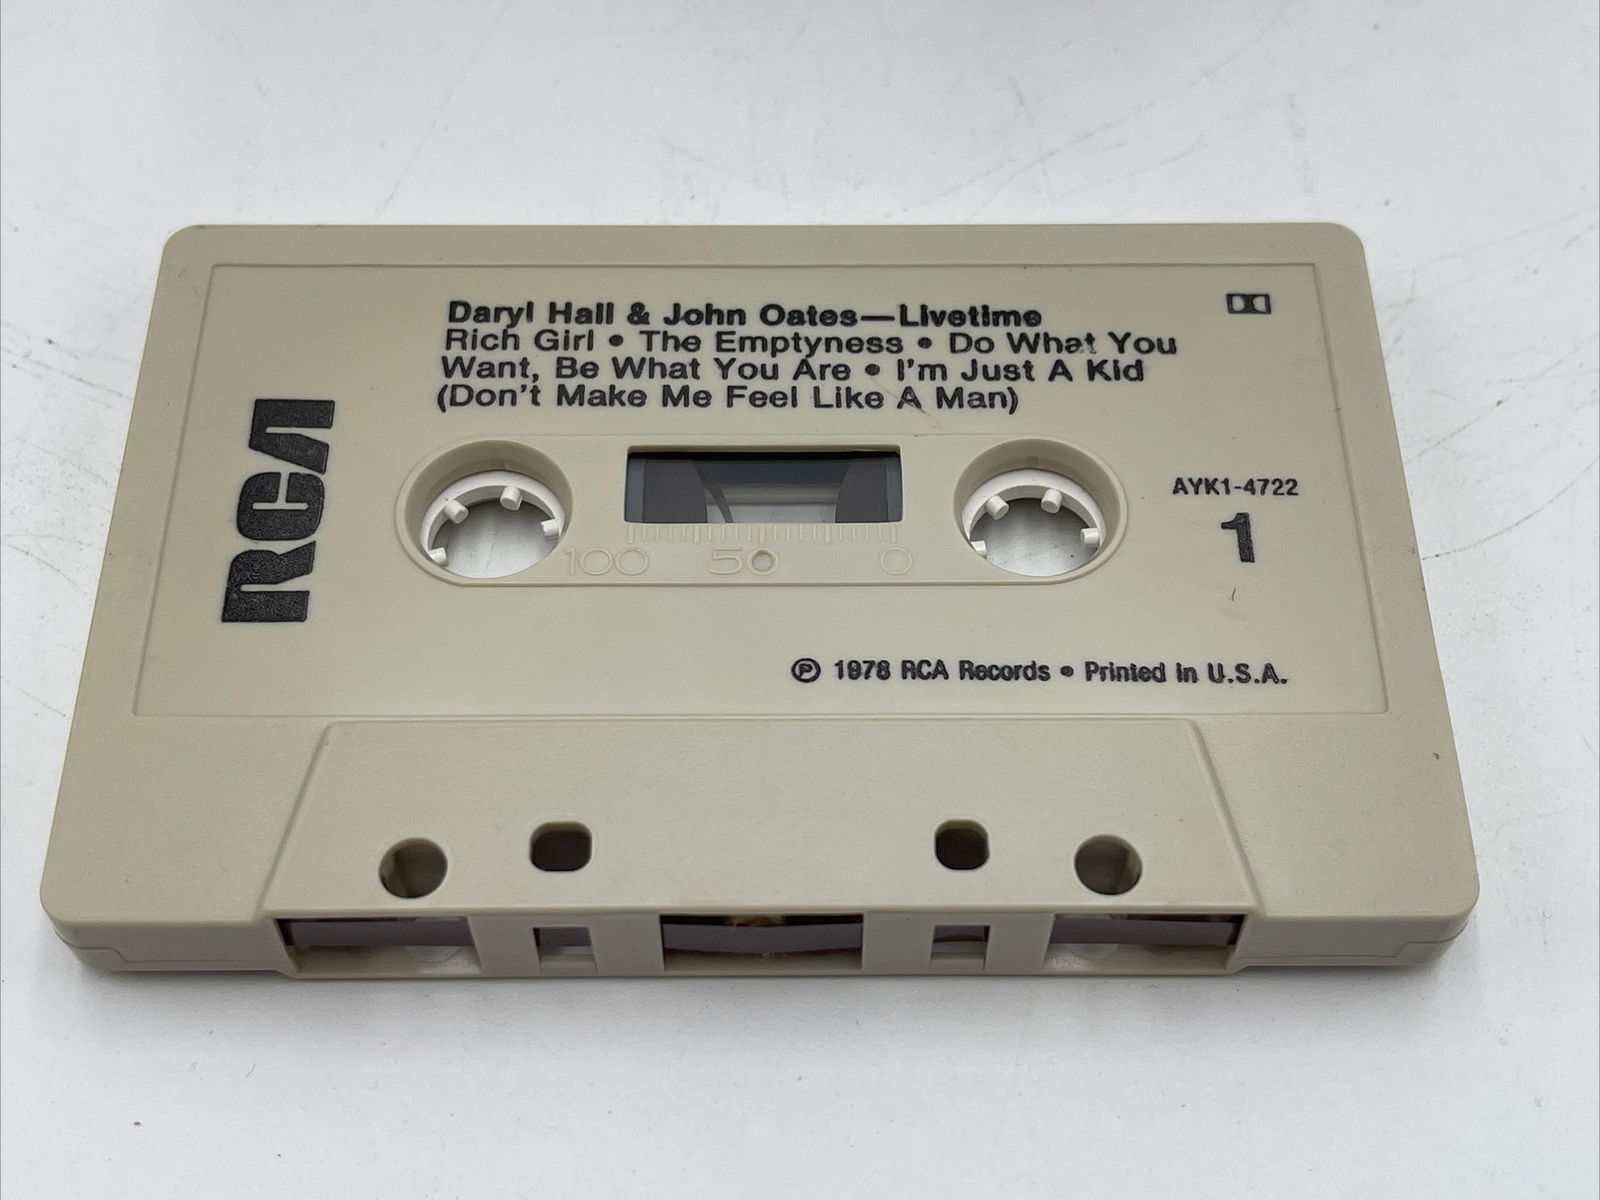 Daryl Hall & John Oates—Livetime
Rich Girl • The Emptyness • Do What You
Want, Be What You Are • I'm Just A Kid
(Don't Make Me Feel Like A Man)
RCA
AYK1-4722
1
100 50 0
℗ 1978 RCA Records • Printed in U.S.A.